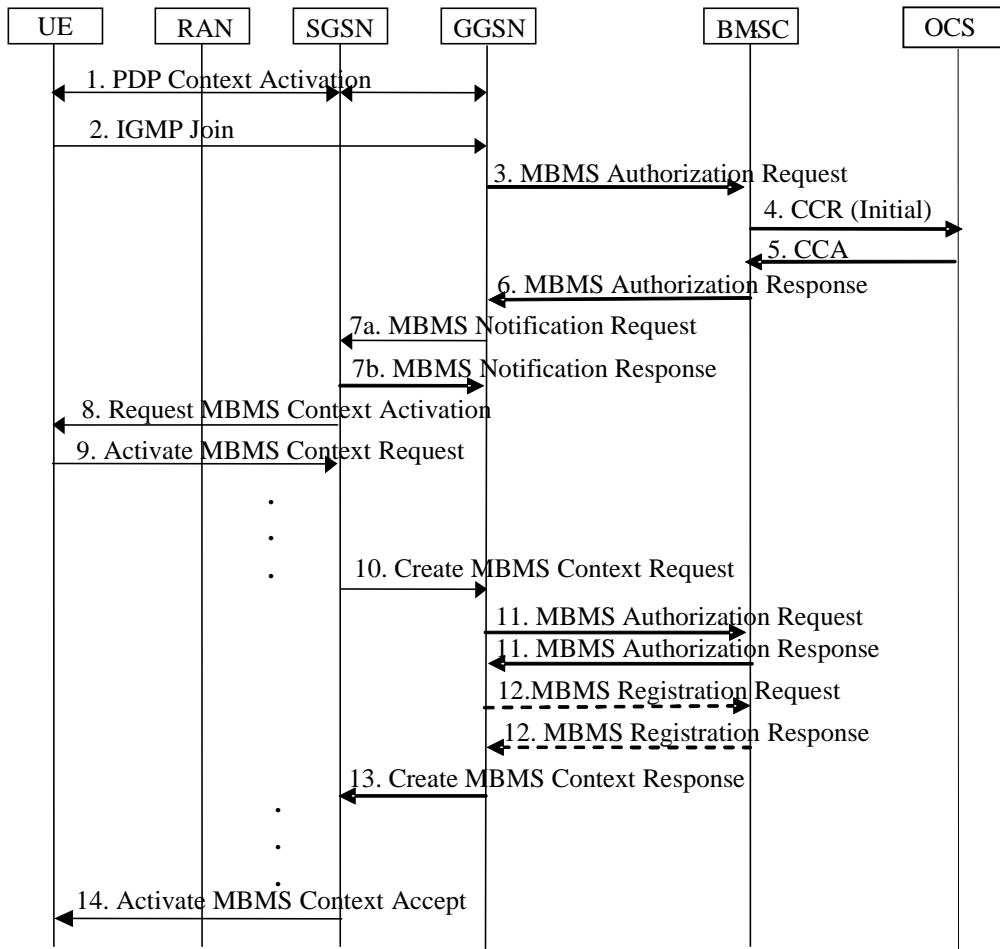 UE RAN SGSN GGSN BM-SC OCS
1. PDP Context Activation
2. IGMP Join
3. MBMS Authorization Request
4. CCR (Initial)
5. CCA
6. MBMS Authorization Response
7a. MBMS Notification Request
7b. MBMS Notification Response
8. Request MBMS Context Activation
9. Activate MBMS Context Request
10. Create MBMS Context Request
11. MBMS Authorization Request
11. MBMS Authorization Response
12.MBMS Registration Request
12. MBMS Registration Response
13. Create MBMS Context Response
14. Activate MBMS Context Accept